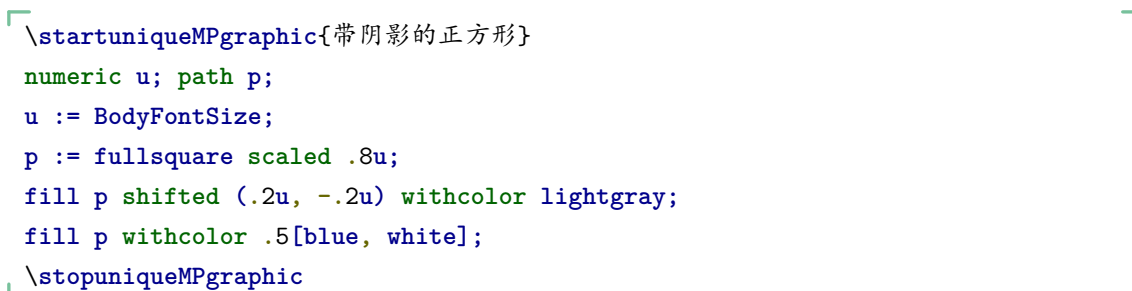 \startuniqueMPgraphic{带阴影的正方形}
numeric u; path p;
u := BodyFontSize;
p := fullsquare scaled .8u;
fill p shifted (.2u, -.2u) withcolor lightgray;
fill p withcolor .5[blue, white];
\stopuniqueMPgraphic